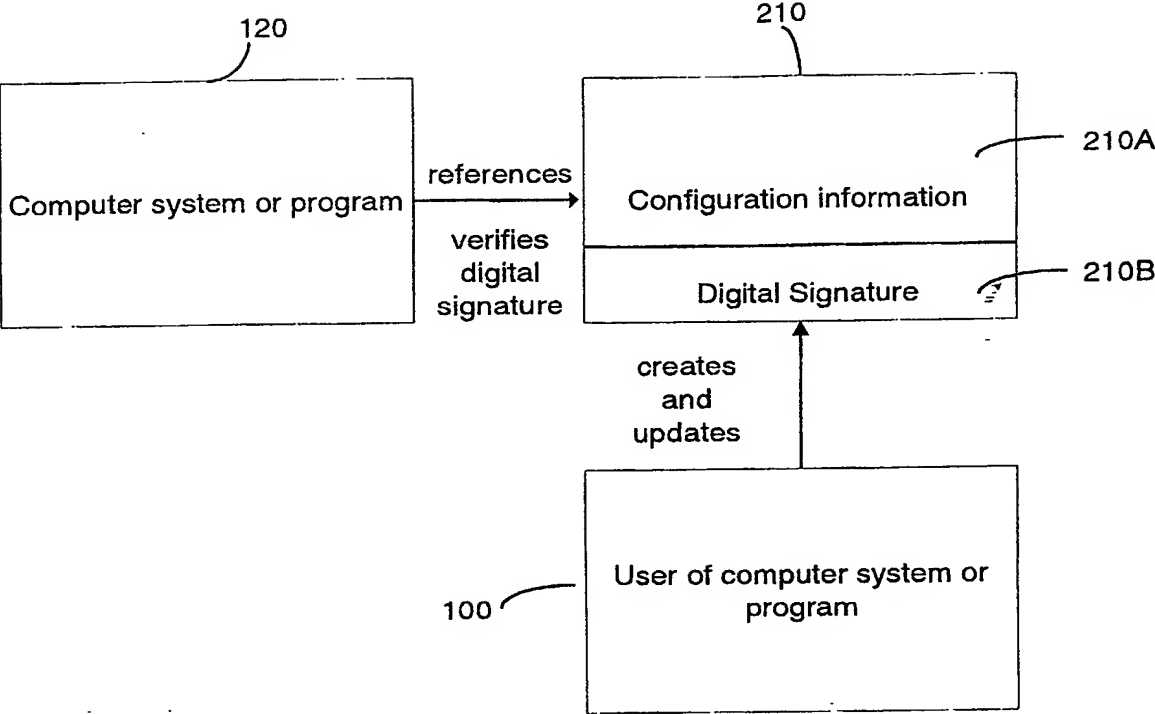 120
210
210A
references
Computer system or program
Configuration information
verifies
digital
signature
210B
Digital Signature
creates
and
updates
User of computer system or
program
100